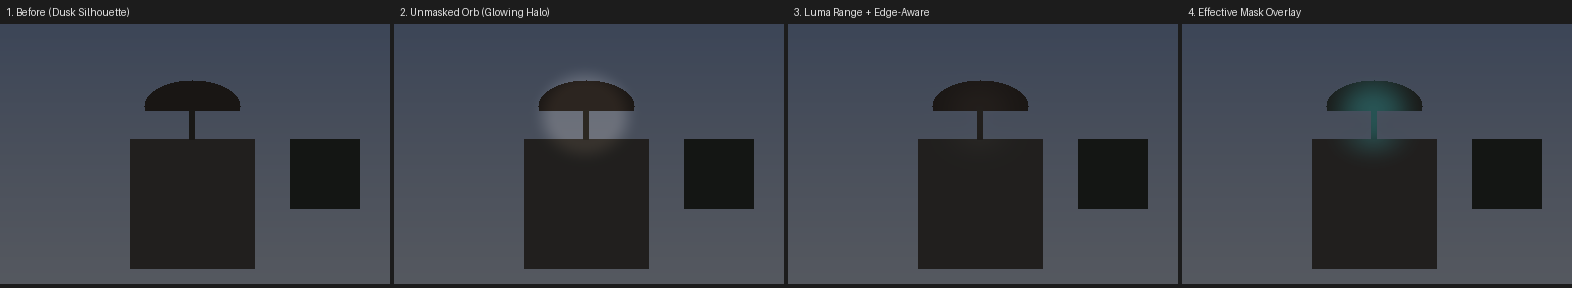 1. Before (Dusk Silhouette)
2. Unmasked Orb (Glowing Halo)
3. Luma Range + Edge-Aware
4. Effective Mask Overlay